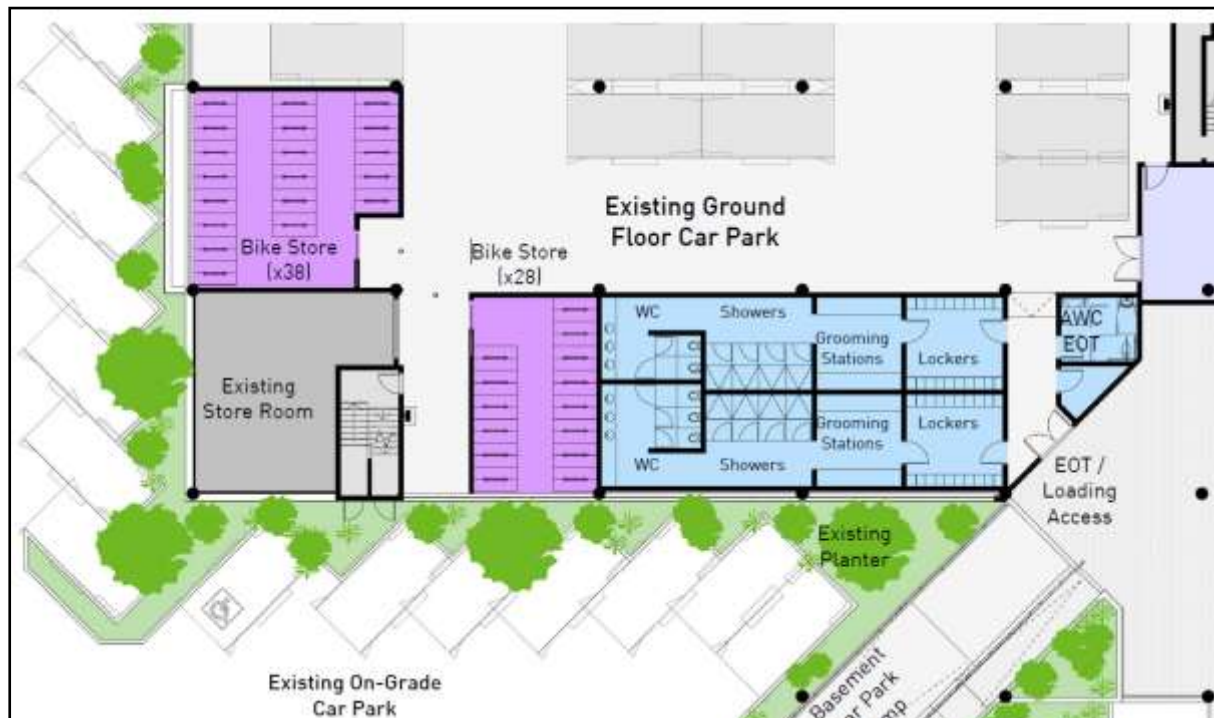 Existing Ground
Floor Car Park
Bike Store
(x38)
Bike Store
(x28)
WC
Showers
Grooming
Stations
Lockers
AWC
EOT
Existing
Store Room
WC
Showers
Grooming
Stations
Lockers
EOT /
Loading
Access
Existing
Planter
Existing On-Grade
Car Park
Basement
Park